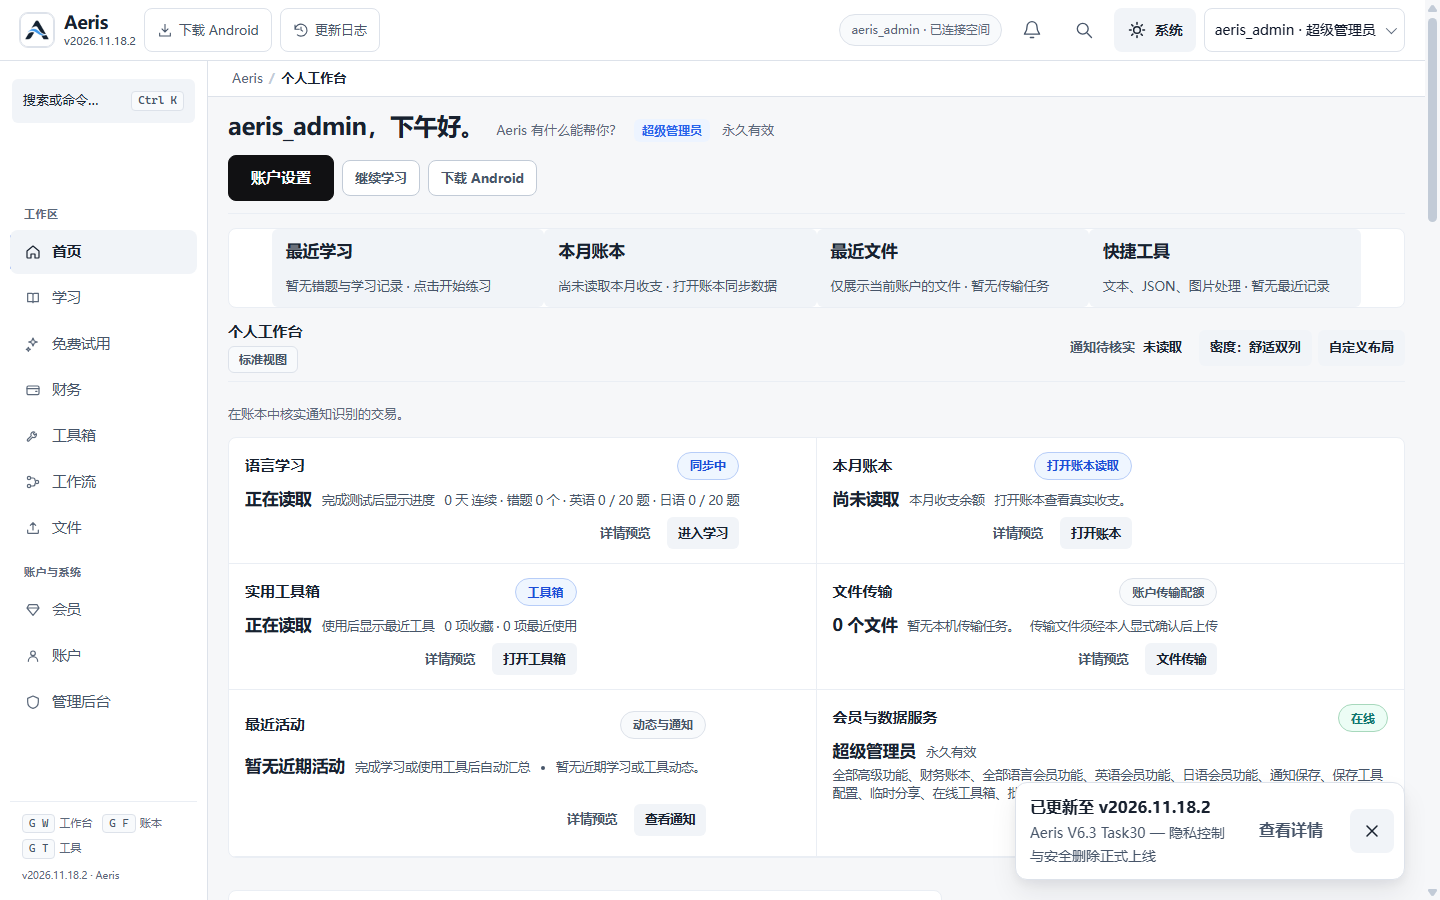 Aeris
v2026.11.18.2
下载 Android
更新日志
aeris_admin · 已连接空间
系统
aeris_admin · 超级管理员
搜索或命令... Ctrl K
工作区
首页
学习
免费试用
财务
工具箱
工作流
文件
账户与系统
会员
账户
管理后台
G W 工作台 G F 账本
G T 工具
v2026.11.18.2 · Aeris
Aeris / 个人工作台
aeris_admin，下午好。 Aeris 有什么能帮你？ 超级管理员 永久有效
账户设置 继续学习 下载 Android
最近学习
暂无错题与学习记录 · 点击开始练习
本月账本
尚未读取本月收支 · 打开账本同步数据
最近文件
仅展示当前账户的文件 · 暂无传输任务
快捷工具
文本、JSON、图片处理 · 暂无最近记录
个人工作台
标准视图
通知待核实 未读取 密度：舒适双列 自定义布局
在账本中核实通知识别的交易。
语言学习 同步中
正在读取 完成测试后显示进度 0 天 连续 · 错题 0 个 · 英语 0 / 20 题 · 日语 0 / 20 题
详情预览 进入学习
本月账本 打开账本读取
尚未读取 本月收支余额 打开账本查看真实收支。
详情预览 打开账本
实用工具箱 工具箱
正在读取 使用后显示最近工具 0 项收藏 · 0 项最近使用
详情预览 打开工具箱
文件传输 账户传输配额
0 个文件 暂无本机传输任务。 传输文件须经本人显式确认后上传
详情预览 文件传输
最近活动 动态与通知
暂无近期活动 完成学习或使用工具后自动汇总 • 暂无近期学习或工具动态。
详情预览 查看通知
会员与数据服务 在线
超级管理员 永久有效
全部高级功能、财务账本、全部语言会员功能、英语会员功能、日语会员功能、通知保存、保存工具
配置、临时分享、在线工具箱、
已更新至 v2026.11.18.2
Aeris V6.3 Task30 — 隐私控制
与安全删除正式上线
查看详情